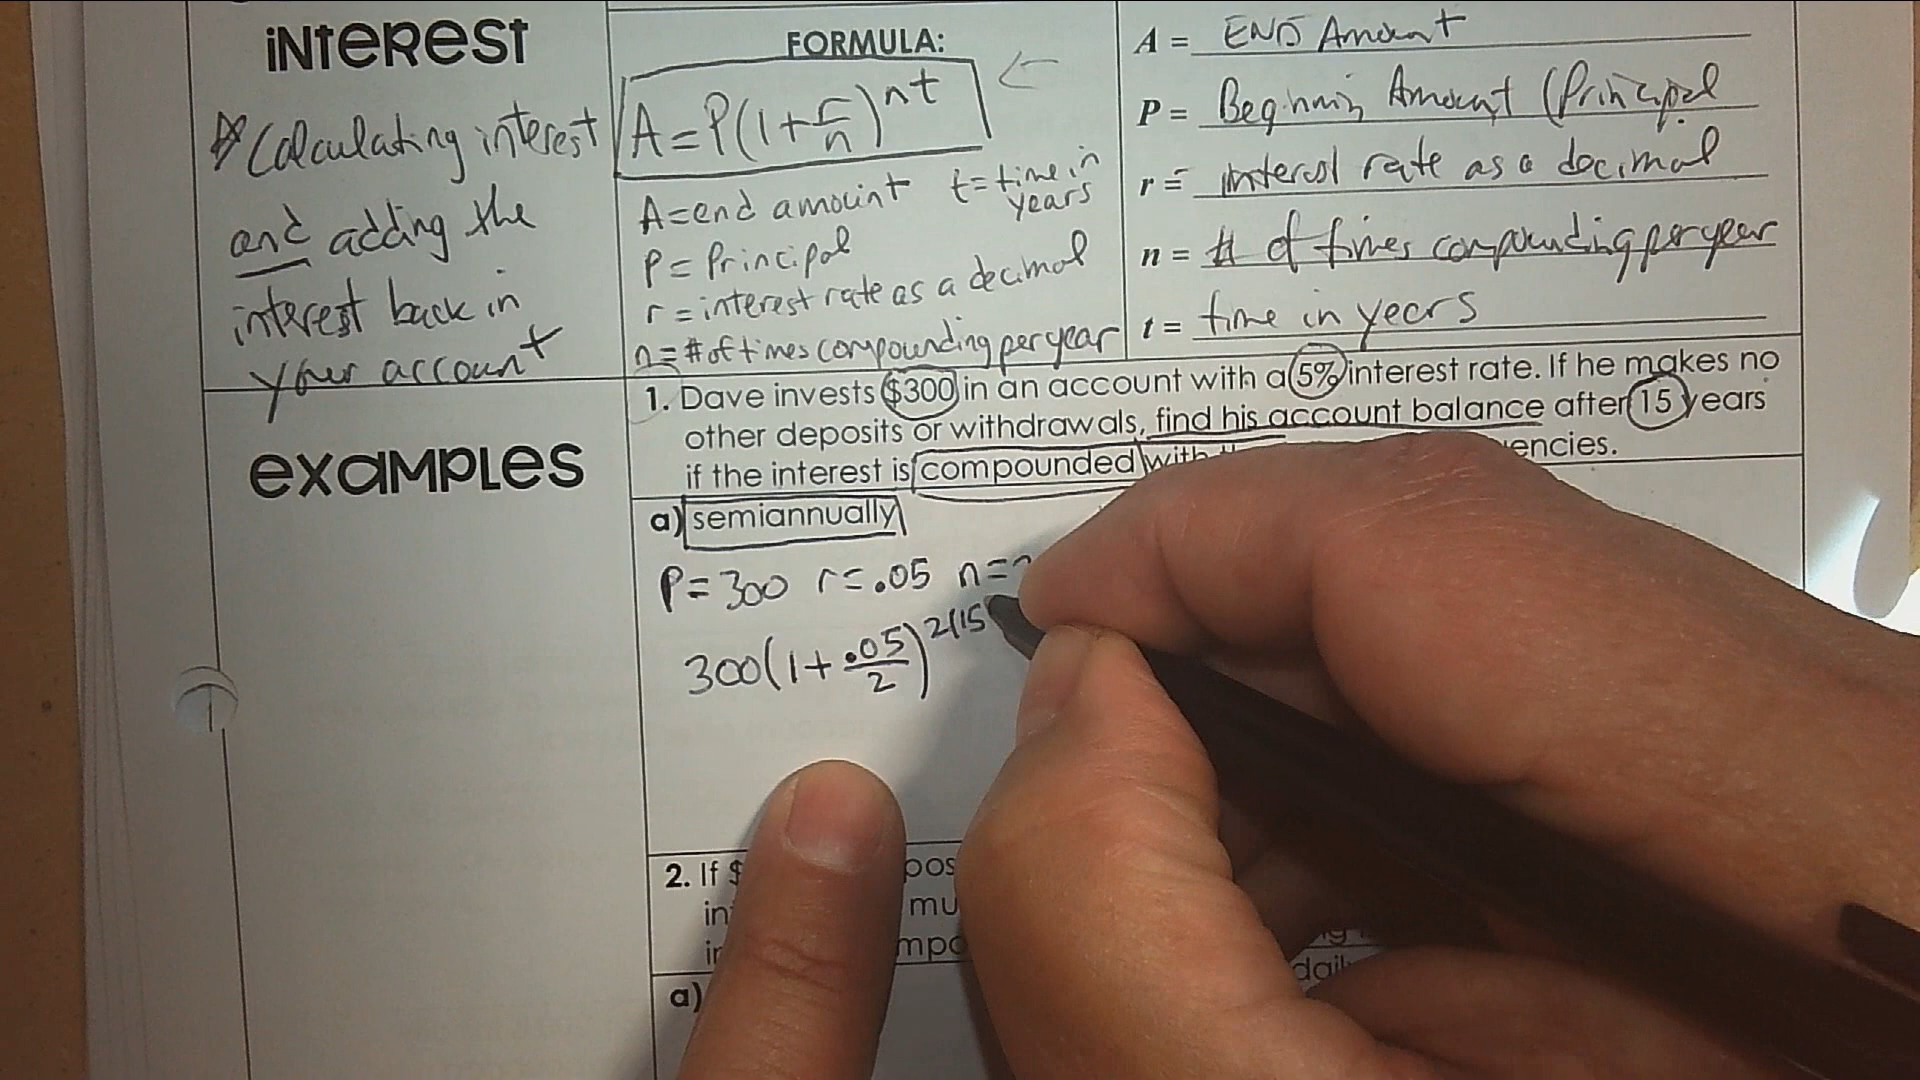 iNteRest
* Calculating interest
and adding the
interest back in
your account
FORMULA:
A=P(1+r/n)^nt ←
A=end amount t=time in
years
P=Principal
r=interest rate as a decimal
n=# of times compounding per year
A = END Amount
P = Amount (Principal
r = interest rate as a decimal
n = # of times compounding per year
t = time in years
exaMpLes
1. Dave invests $300 in an account with a 5% interest rate. If he makes no
other deposits or withdrawals, find his account balance after 15 years
if the interest is compounded with
a) semiannually
P=300 r=.05 n=
300(1+.05/2)^2(15
2. If $
a)